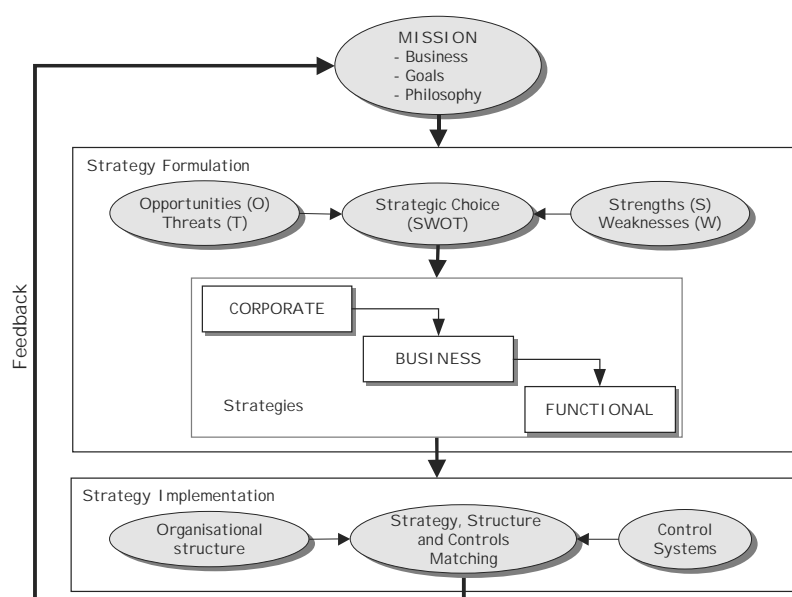 MISSION
- Business
- Goals
- Philosophy
Strategy Formulation
Opportunities (O)
Threats (T)
Strategic Choice
(SWOT)
Strengths (S)
Weaknesses (W)
CORPORATE
BUSINESS
FUNCTIONAL
Strategies
Feedback
Strategy Implementation
Organisational
structure
Strategy, Structure
and Controls
Matching
Control
Systems